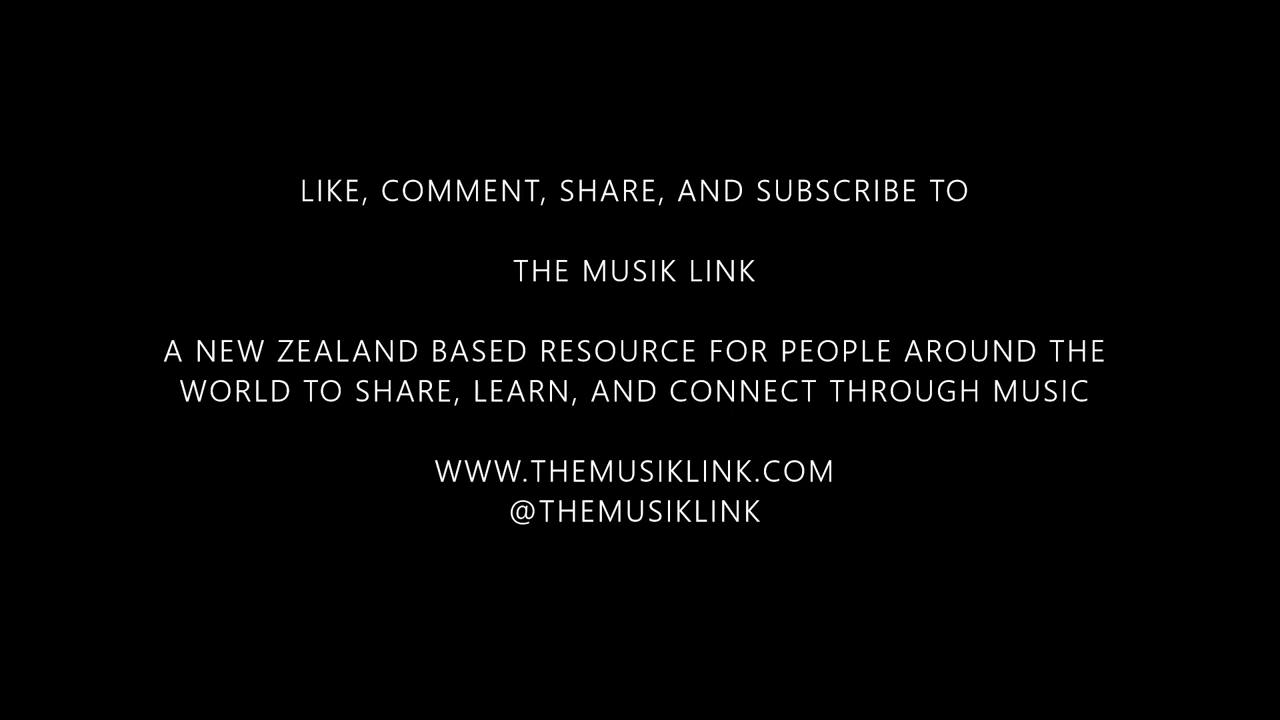 LIKE, COMMENT, SHARE, AND SUBSCRIBE TO
THE MUSIK LINK
A NEW ZEALAND BASED RESOURCE FOR PEOPLE AROUND THE
WORLD TO SHARE, LEARN, AND CONNECT THROUGH MUSIC
WWW.THEMUSIKLINK.COM
@THEMUSIKLINK